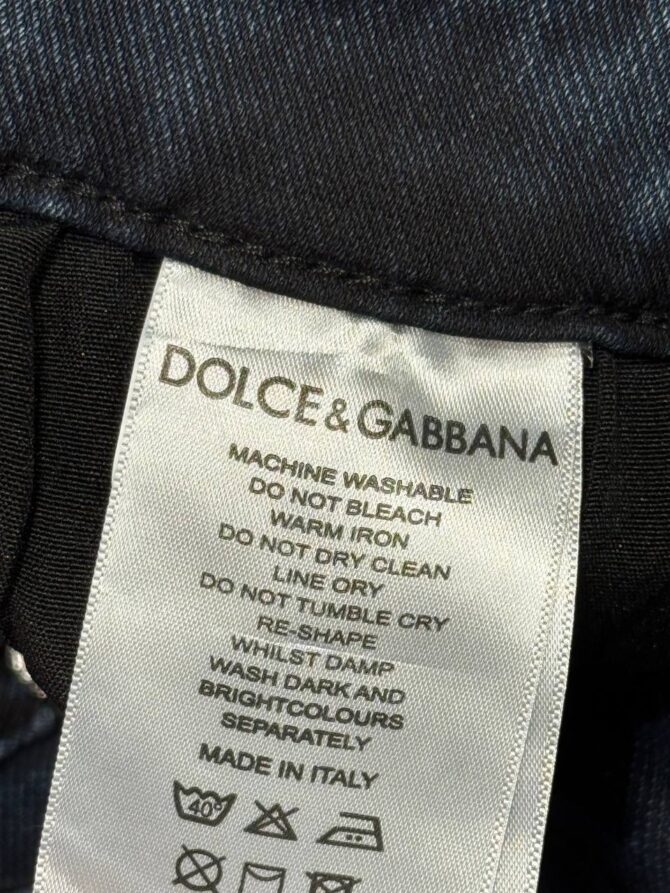 DOLCE&GABBANA
MACHINE WASHABLE
DO NOT BLEACH
WARM IRON
DO NOT DRY CLEAN
LINE ORY
DO NOT TUMBLE CRY
RE-SHAPE
WHILST DAMP
WASH DARK AND
BRIGHTCOLOURS
SEPARATELY
MADE IN ITALY
40°